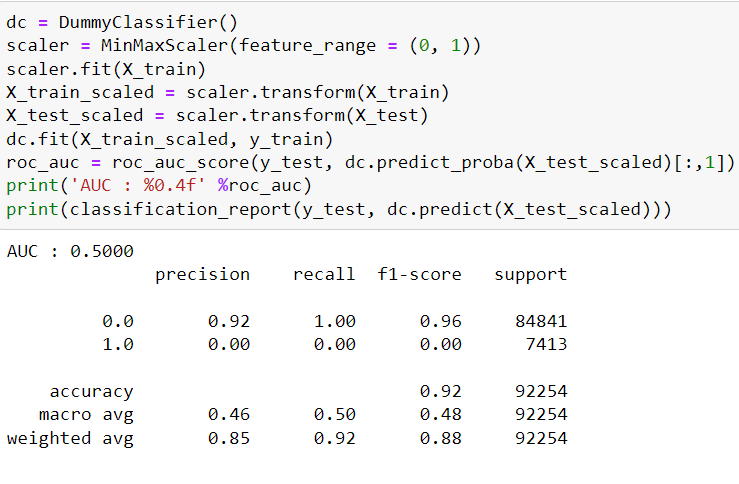 dc = DummyClassifier()
scaler = MinMaxScaler(feature_range = (0, 1))
scaler.fit(X_train)
X_train_scaled = scaler.transform(X_train)
X_test_scaled = scaler.transform(X_test)
dc.fit(X_train_scaled, y_train)
roc_auc = roc_auc_score(y_test, dc.predict_proba(X_test_scaled)[:,1])
print('AUC : %0.4f' %roc_auc)
print(classification_report(y_test, dc.predict(X_test_scaled)))
AUC : 0.5000
precision recall f1-score support
0.0 0.92 1.00 0.96 84841
1.0 0.00 0.00 0.00 7413
accuracy 0.92 92254
macro avg 0.46 0.50 0.48 92254
weighted avg 0.85 0.92 0.88 92254